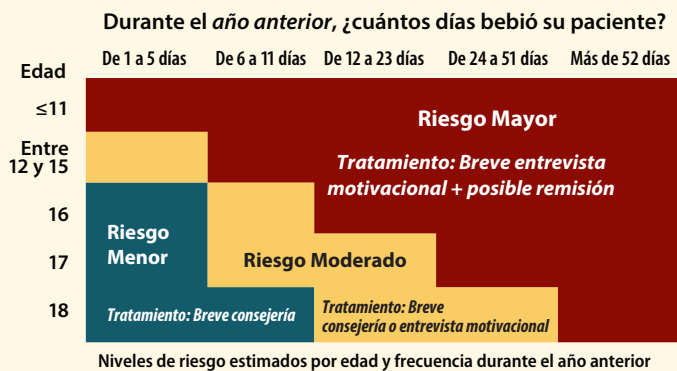 Durante el año anterior, ¿cuántos días bebió su paciente?
Edad
De 1 a 5 días
De 6 a 11 días
De 12 a 23 días
De 24 a 51 días
Más de 52 días
≤11
Riesgo Mayor
Entre
12 y 15
Tratamiento: Breve entrevista
motivacional + posible remisión
16
Riesgo
Menor
17
Riesgo Moderado
18
Tratamiento: Breve consejería
Tratamiento: Breve
consejería o entrevista motivacional
Niveles de riesgo estimados por edad y frecuencia durante el año anterior